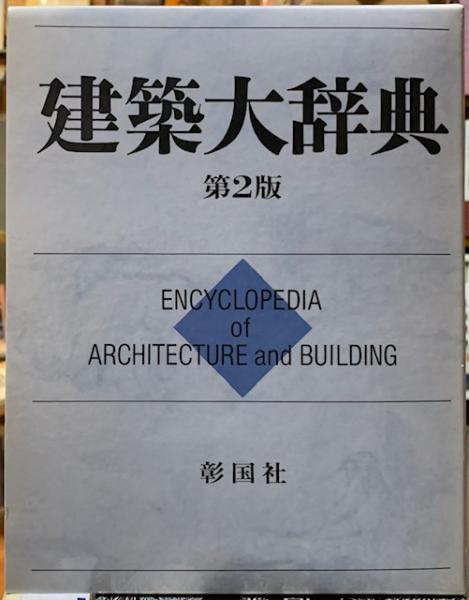 建築大辞典
第2版
ENCYCLOPEDIA
of
ARCHITECTURE and BUILDING
彰国社